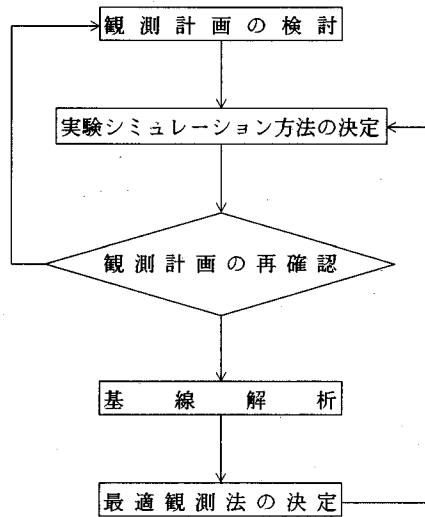 観測計画の検討
実験シミュレーション方法の決定
観測計画の再確認
基線解析
最適観測法の決定